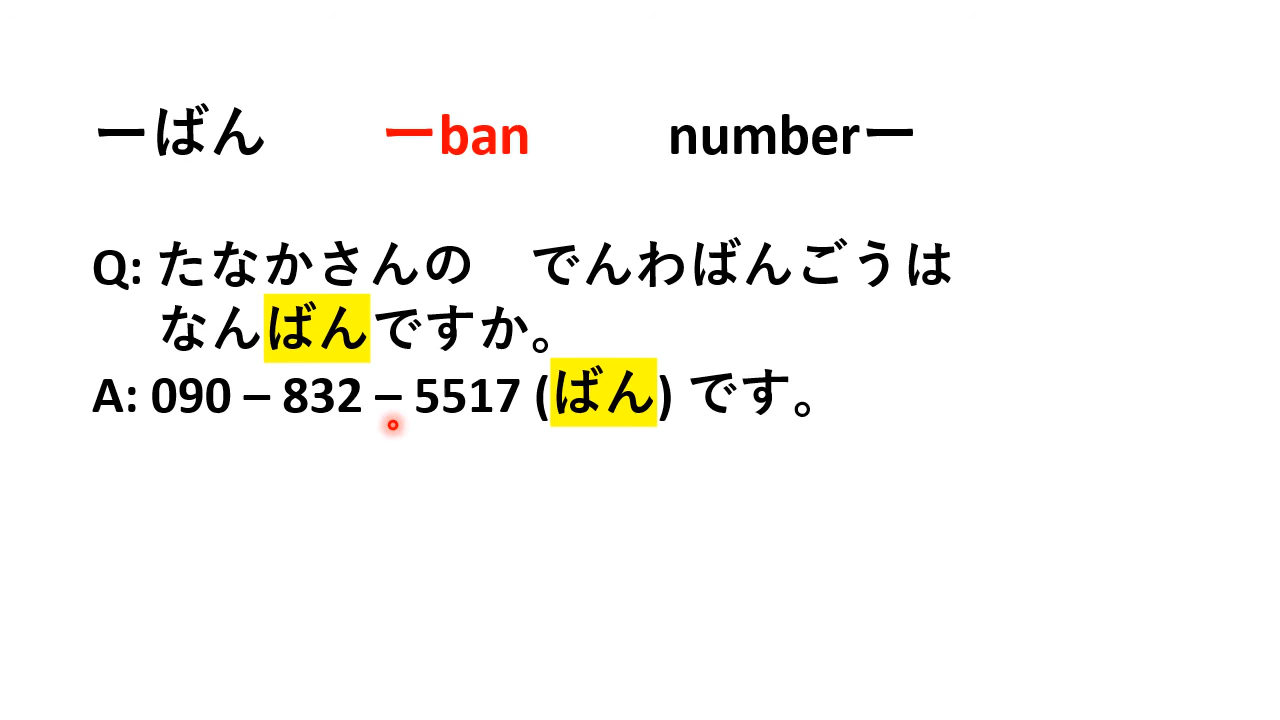 ーばん ーban numberー
Q: たなかさんの でんわばんごうは
なんばんですか。
A: 090 – 832 – 5517 (ばん) です。